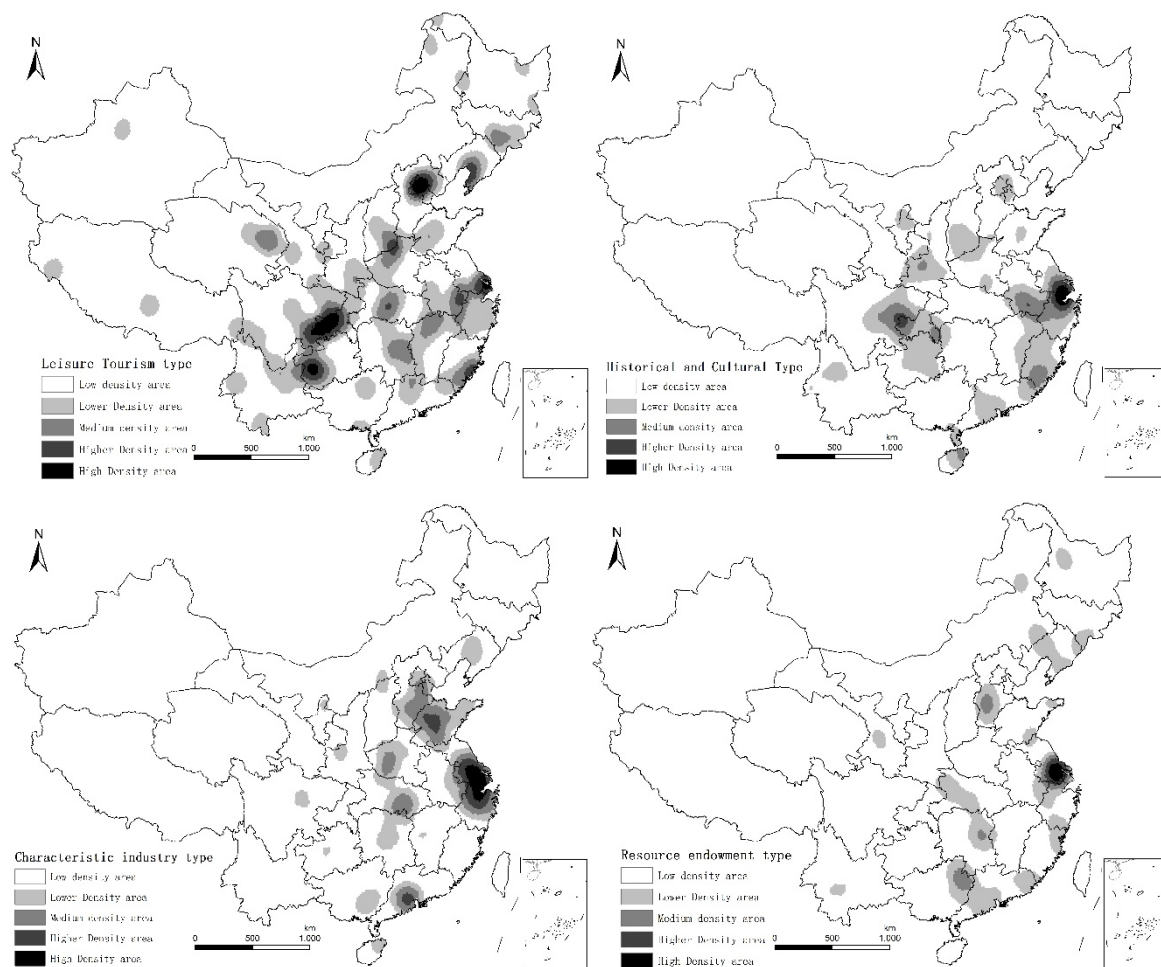 N
Leisure Tourism type
Low density area
Lower Density area
Medium density area
Higher Density area
High Density area
km
0 500 1,000
N
Historical and Cultural Type
Low density area
Lower Density area
Medium density area
Higher Density area
High Density area
km
0 500 1,000
N
Characteristic industry type
Low density area
Lower Density area
Medium density area
Higher Density area
High Density area
km
0 500 1,000
N
Resource endowment type
Low density area
Lower Density area
Medium density area
Higher Density area
High Density area
km
0 500 1,000